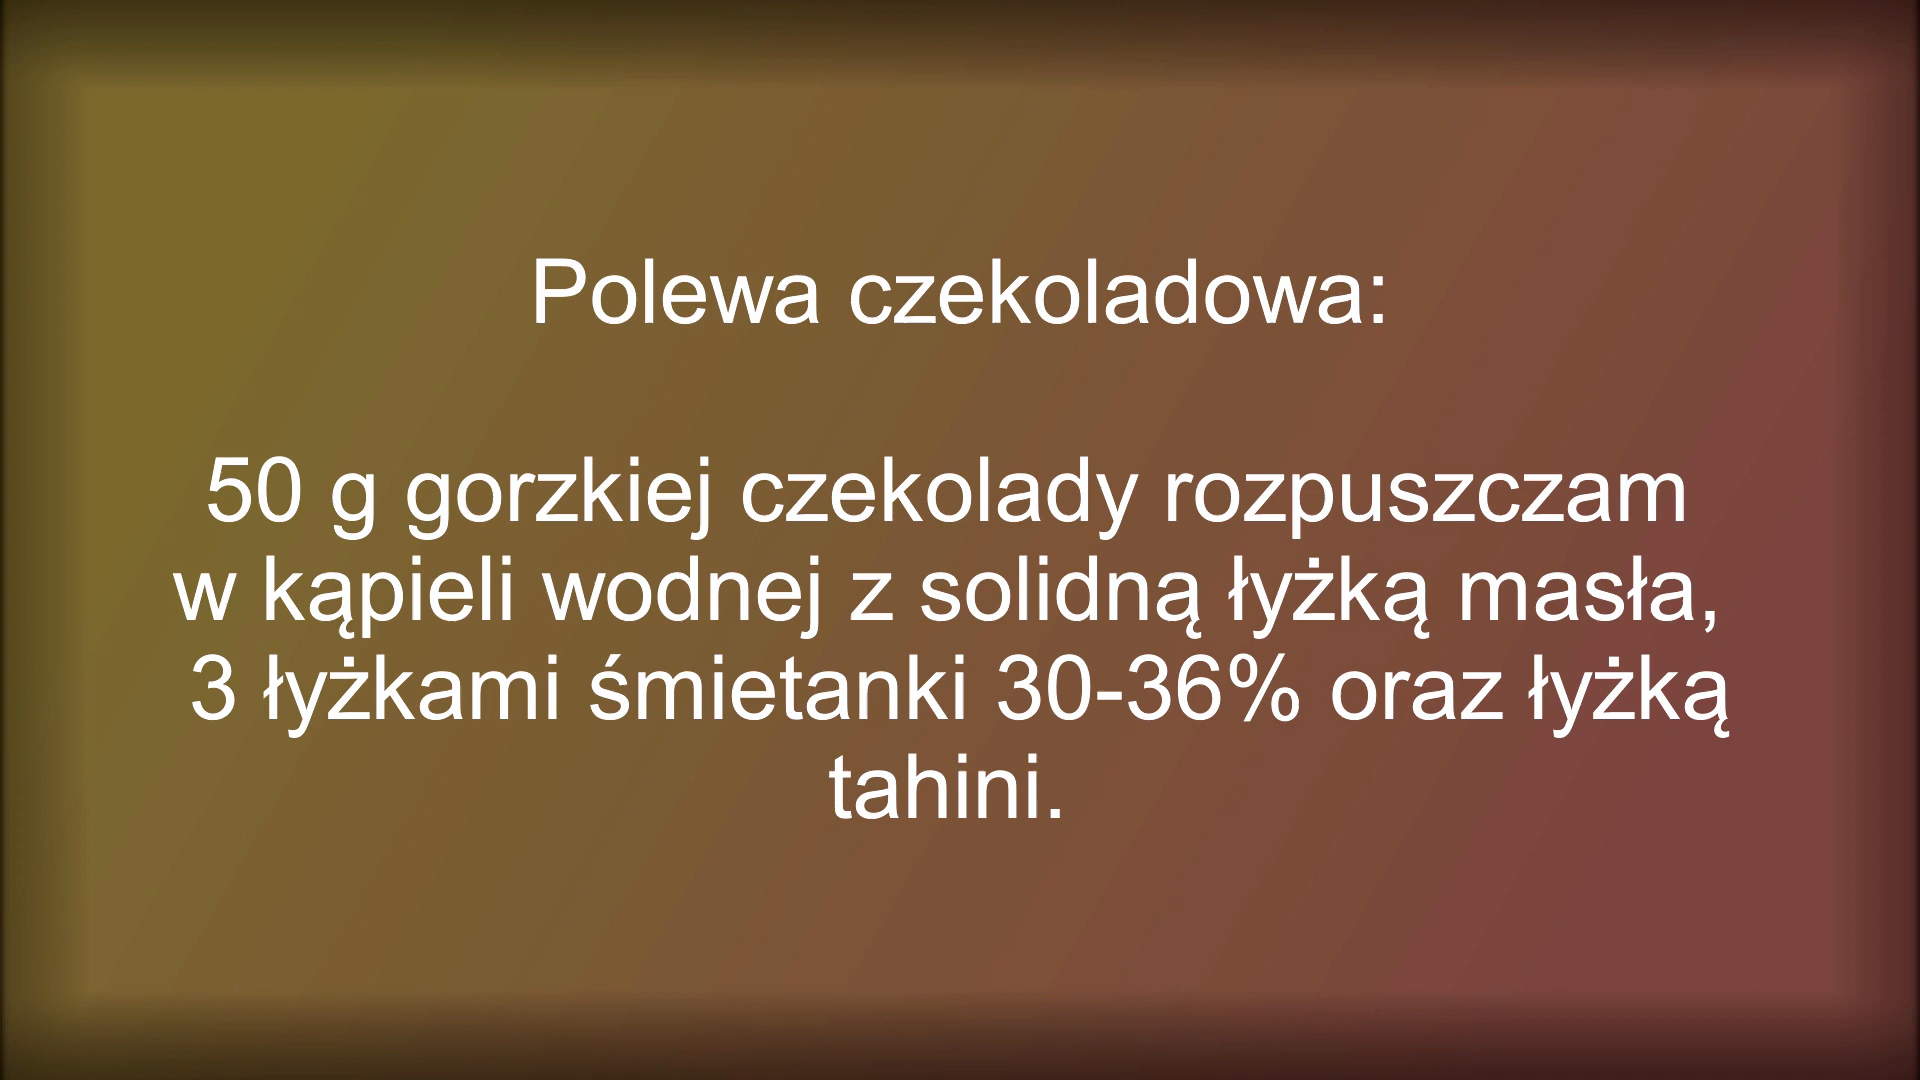 Polewa czekoladowa:
50 g gorzkiej czekolady rozpuszczam
w kąpieli wodnej z solidną łyżką masła,
3 łyżkami śmietanki 30-36% oraz łyżką
tahini.